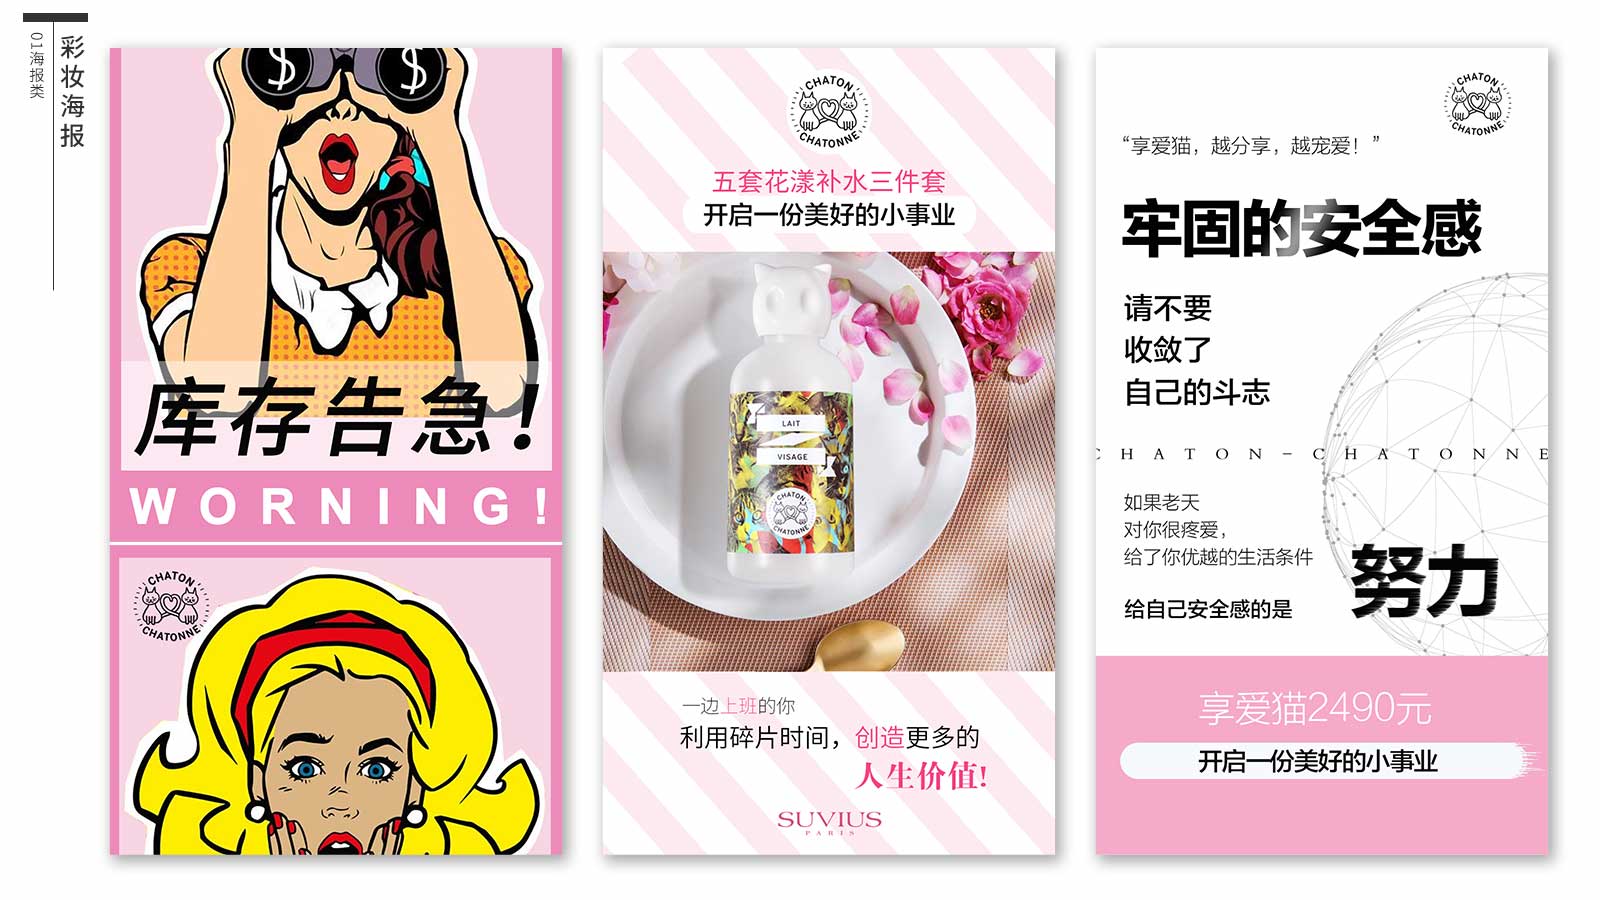 彩妆海报
01海报类
$ $
库存告急！
WORNING!
CHATON
CHATONNE
CHATON
CHATONNE
五套花漾补水三件套
开启一份美好的小事业
LAIT
VISAGE
CHATON
CHATONNE
一边上班的你
利用碎片时间，创造更多的
人生价值!
SUVIUS
PARIS
CHATON
CHATONNE
“享爱猫，越分享，越宠爱！”
牢固的安全感
请不要
收敛了
自己的斗志
CHATON-CHATONNE
如果老天
对你很疼爱，
给了你优越的生活条件
给自己安全感的是
努力
享爱猫2490元
开启一份美好的小事业